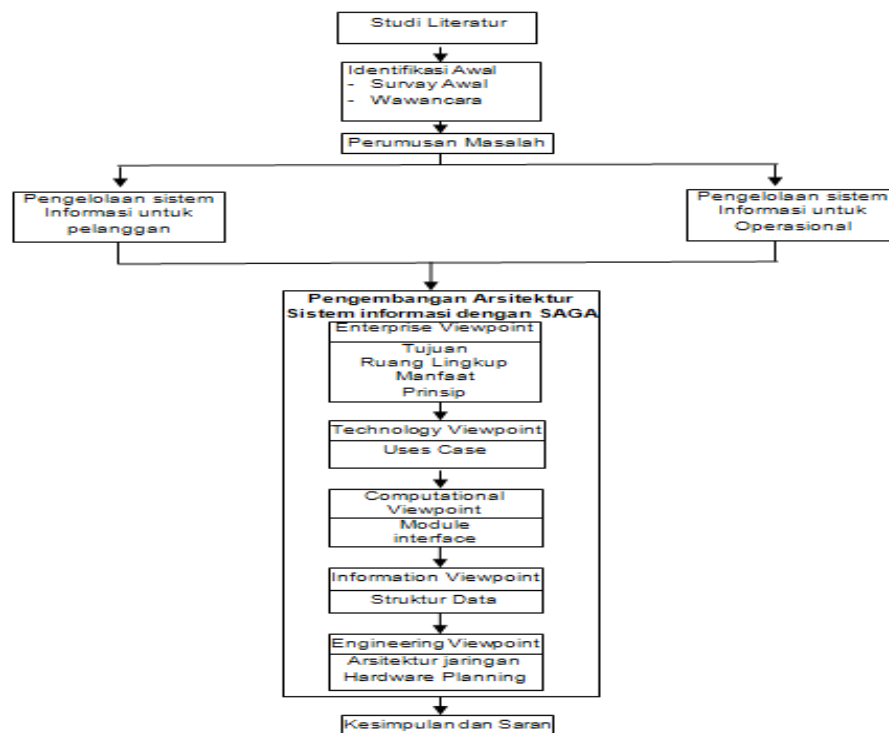 Studi Literatur
Identifikasi Awal
- Survay Awal
- Wawancara
Perumusan Masalah
Pengelolaan sistem
Informasi untuk
pelanggan
Pengelolaan sistem
Informasi untuk
Operasional
Pengembangan Arsitektur
Sistem informasi dengan SAGA
Enterprise Viewpoint
Tujuan
Ruang Lingkup
Manfaat
Prinsip
Technology Viewpoint
Uses Case
Computational
Viewpoint
Module
interface
Information Viewpoint
Struktur Data
Engineering Viewpoint
Arsitektur jaringan
Hardware Planning
Kesimpulan dan Saran